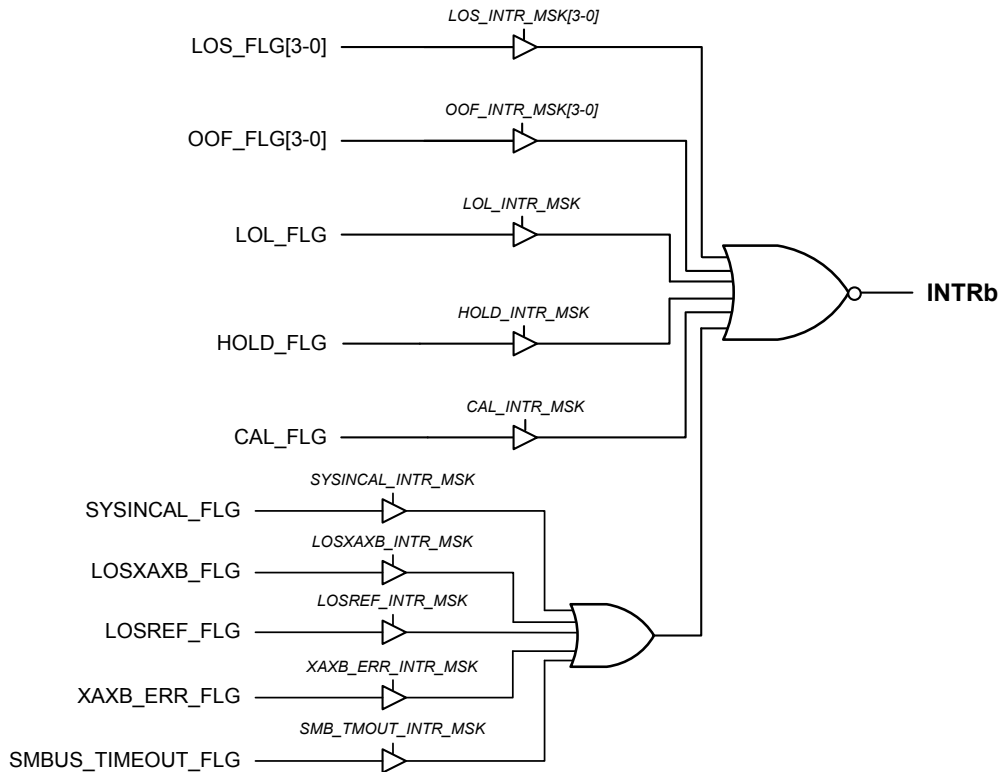 LOS_INTR_MSK[3-0]
LOS_FLG[3-0]
OOF_INTR_MSK[3-0]
OOF_FLG[3-0]
LOL_INTR_MSK
LOL_FLG
INTRb
HOLD_INTR_MSK
HOLD_FLG
CAL_INTR_MSK
CAL_FLG
SYSINCAL_INTR_MSK
SYSINCAL_FLG
LOSXAXB_INTR_MSK
LOSXAXB_FLG
LOSREF_INTR_MSK
LOSREF_FLG
XAXB_ERR_INTR_MSK
XAXB_ERR_FLG
SMB_TMOUT_INTR_MSK
SMBUS_TIMEOUT_FLG